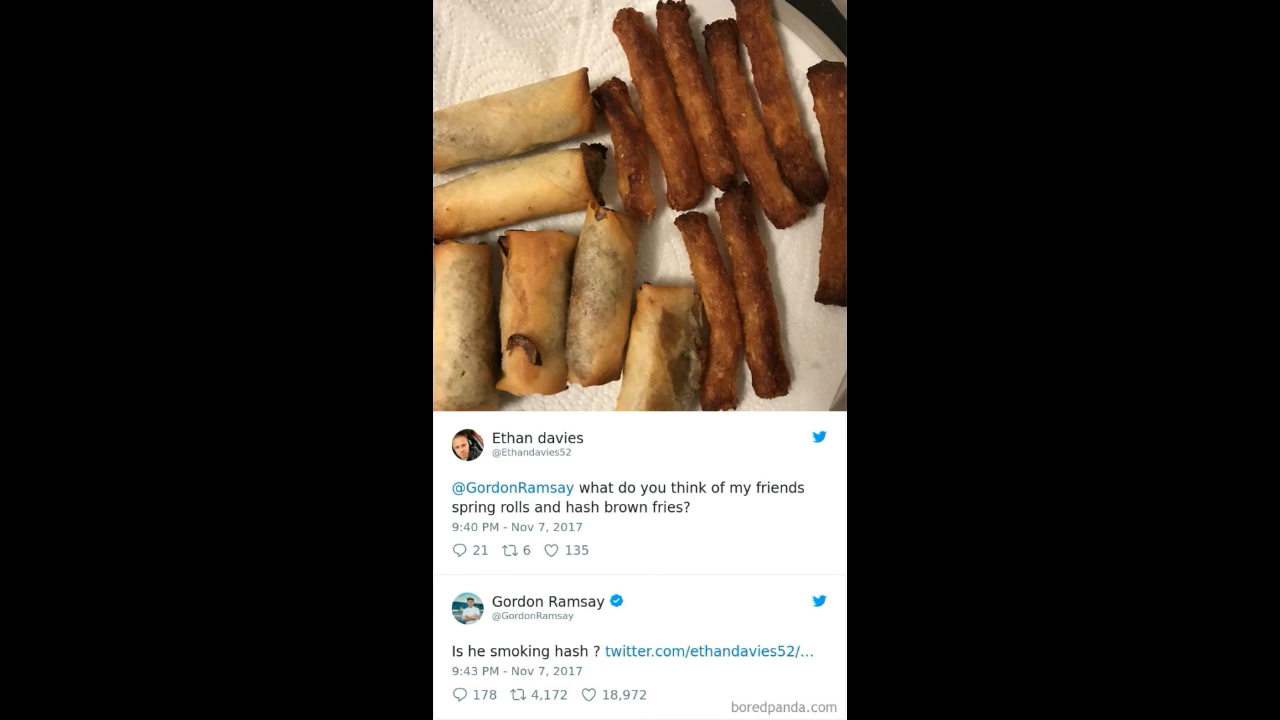 Ethan davies
@Ethandavies52
@GordonRamsay what do you think of my friends
spring rolls and hash brown fries?
9:40 PM - Nov 7, 2017
21 6 135
Gordon Ramsay
@GordonRamsay
Is he smoking hash ? twitter.com/ethandavies52/...
9:43 PM - Nov 7, 2017
178 4,172 18,972
boredpanda.com